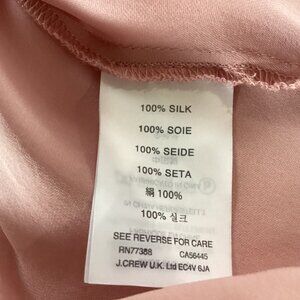 100% SILK
100% SOIE
100% SEIDE
100% SETA
絹 100%
100% 실크
SEE REVERSE FOR CARE
RN77388 CA56445
J.CREW U.K. Ltd EC4V 6JA